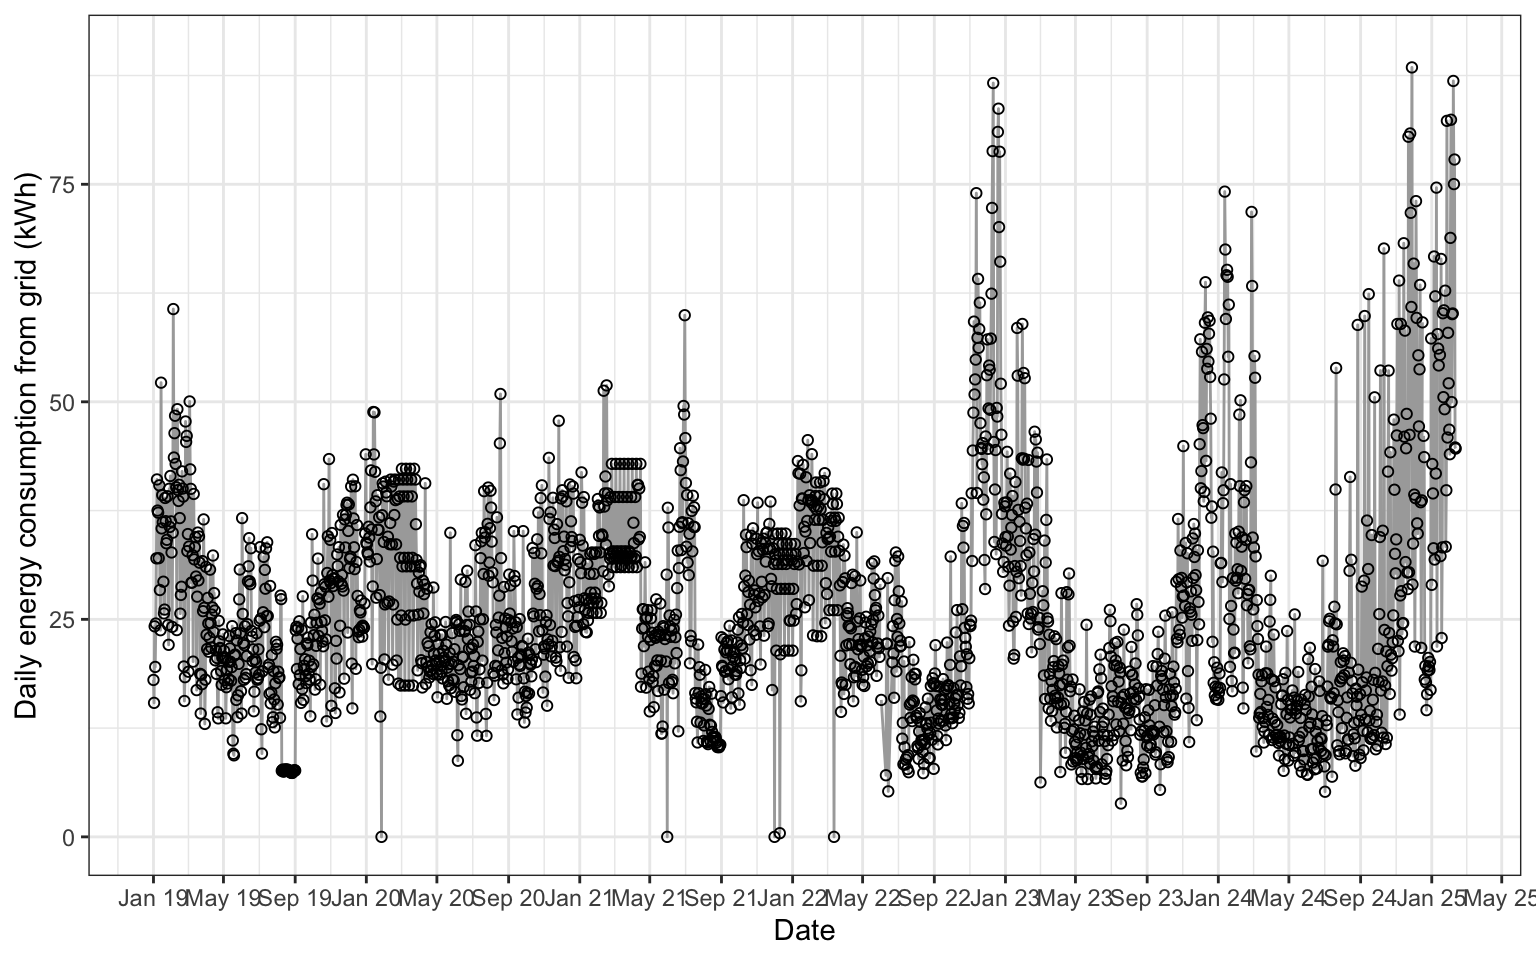 Daily energy consumption from grid (kWh)
75
50
25
0
Jan 19 May 19 Sep 19 Jan 20 May 20 Sep 20 Jan 21 May 21 Sep 21 Jan 22 May 22 Sep 22 Jan 23 May 23 Sep 23 Jan 24 May 24 Sep 24 Jan 25 May 25
Date